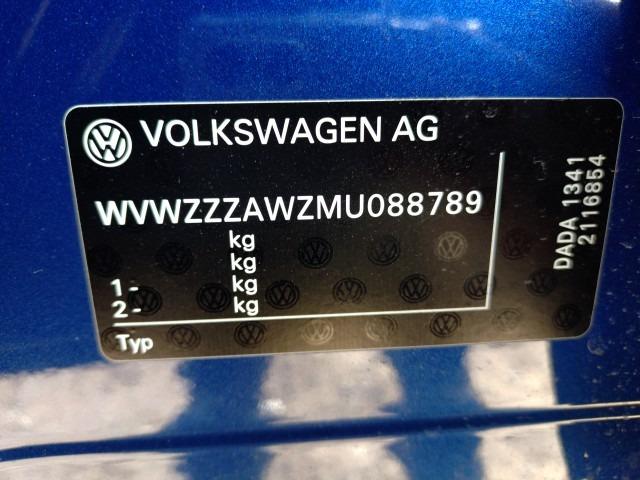 VOLKSWAGEN AG
WVWZZZAWZMU088789
kg
kg
1 - kg
2 - kg
Typ
DADA 1341
2116854